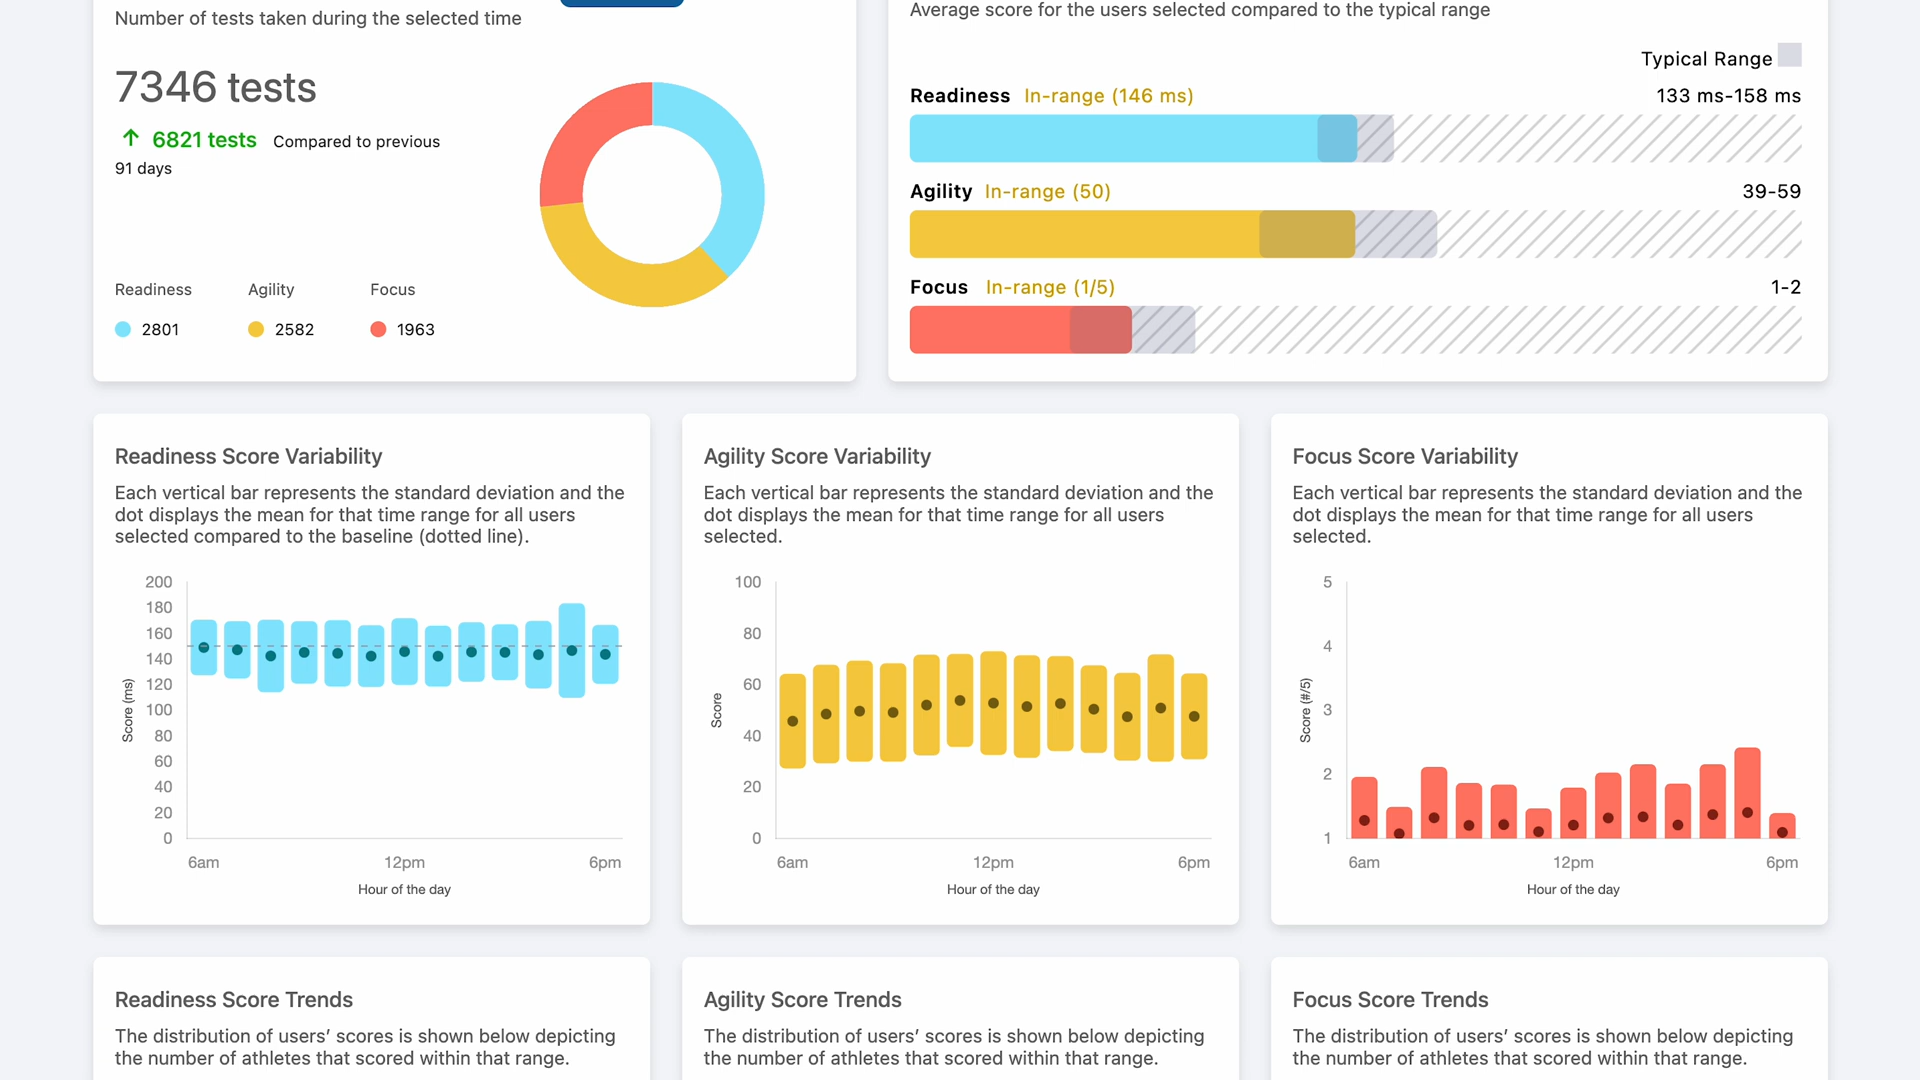 Number of tests taken during the selected time
7346 tests
↑ 6821 tests Compared to previous
91 days
Readiness Agility Focus
2801 2582 1963
Average score for the users selected compared to the typical range
Typical Range
Readiness In-range (146 ms) 133 ms-158 ms
Agility In-range (50) 39-59
Focus In-range (1/5) 1-2
Readiness Score Variability
Each vertical bar represents the standard deviation and the
dot displays the mean for that time range for all users
selected compared to the baseline (dotted line).
200
180
160
140
120
100
80
60
40
20
0
Score (ms)
6am 12pm 6pm
Hour of the day
Agility Score Variability
Each vertical bar represents the standard deviation and the
dot displays the mean for that time range for all users
selected.
100
80
60
40
20
0
Score
6am 12pm 6pm
Hour of the day
Focus Score Variability
Each vertical bar represents the standard deviation and the
dot displays the mean for that time range for all users
selected.
5
4
3
2
1
Score (#/5)
6am 12pm 6pm
Hour of the day
Readiness Score Trends
The distribution of users’ scores is shown below depicting
the number of athletes that scored within that range.
Agility Score Trends
The distribution of users’ scores is shown below depicting
the number of athletes that scored within that range.
Focus Score Trends
The distribution of users’ scores is shown below depicting
the number of athletes that scored within that range.